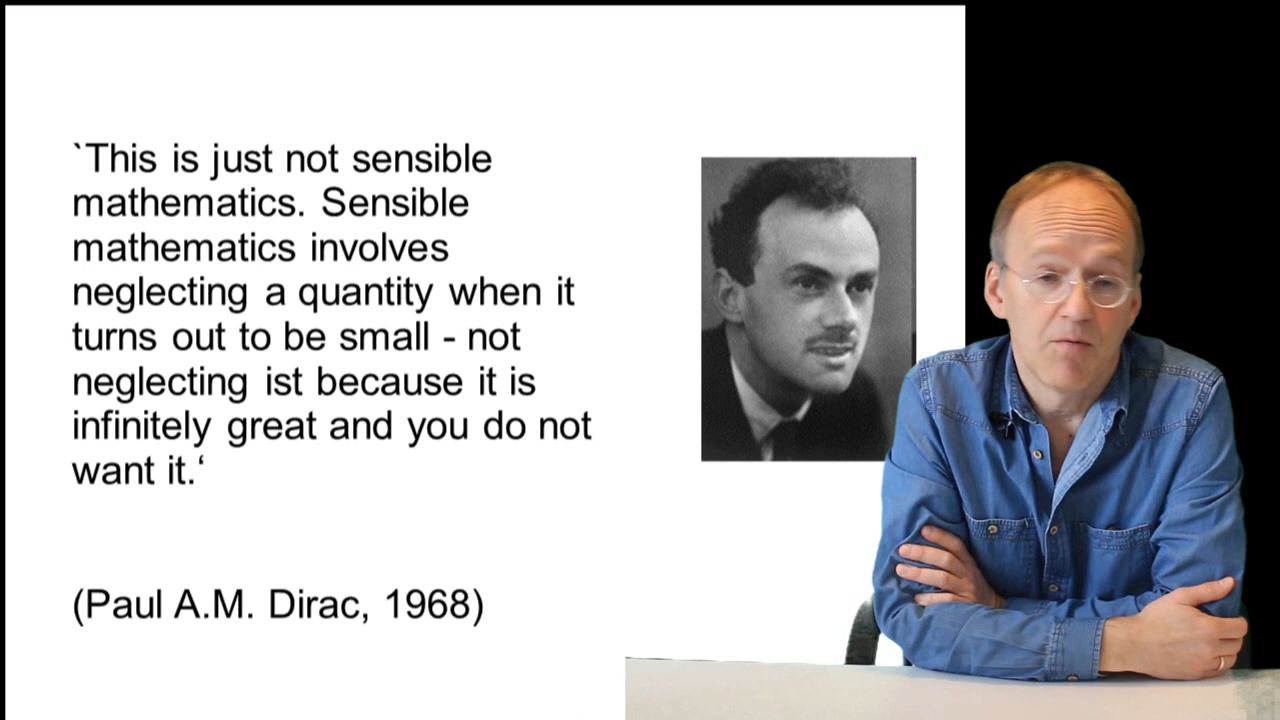 `This is just not sensible
mathematics. Sensible
mathematics involves
neglecting a quantity when it
turns out to be small - not
neglecting ist because it is
infinitely great and you do not
want it.‘
(Paul A.M. Dirac, 1968)